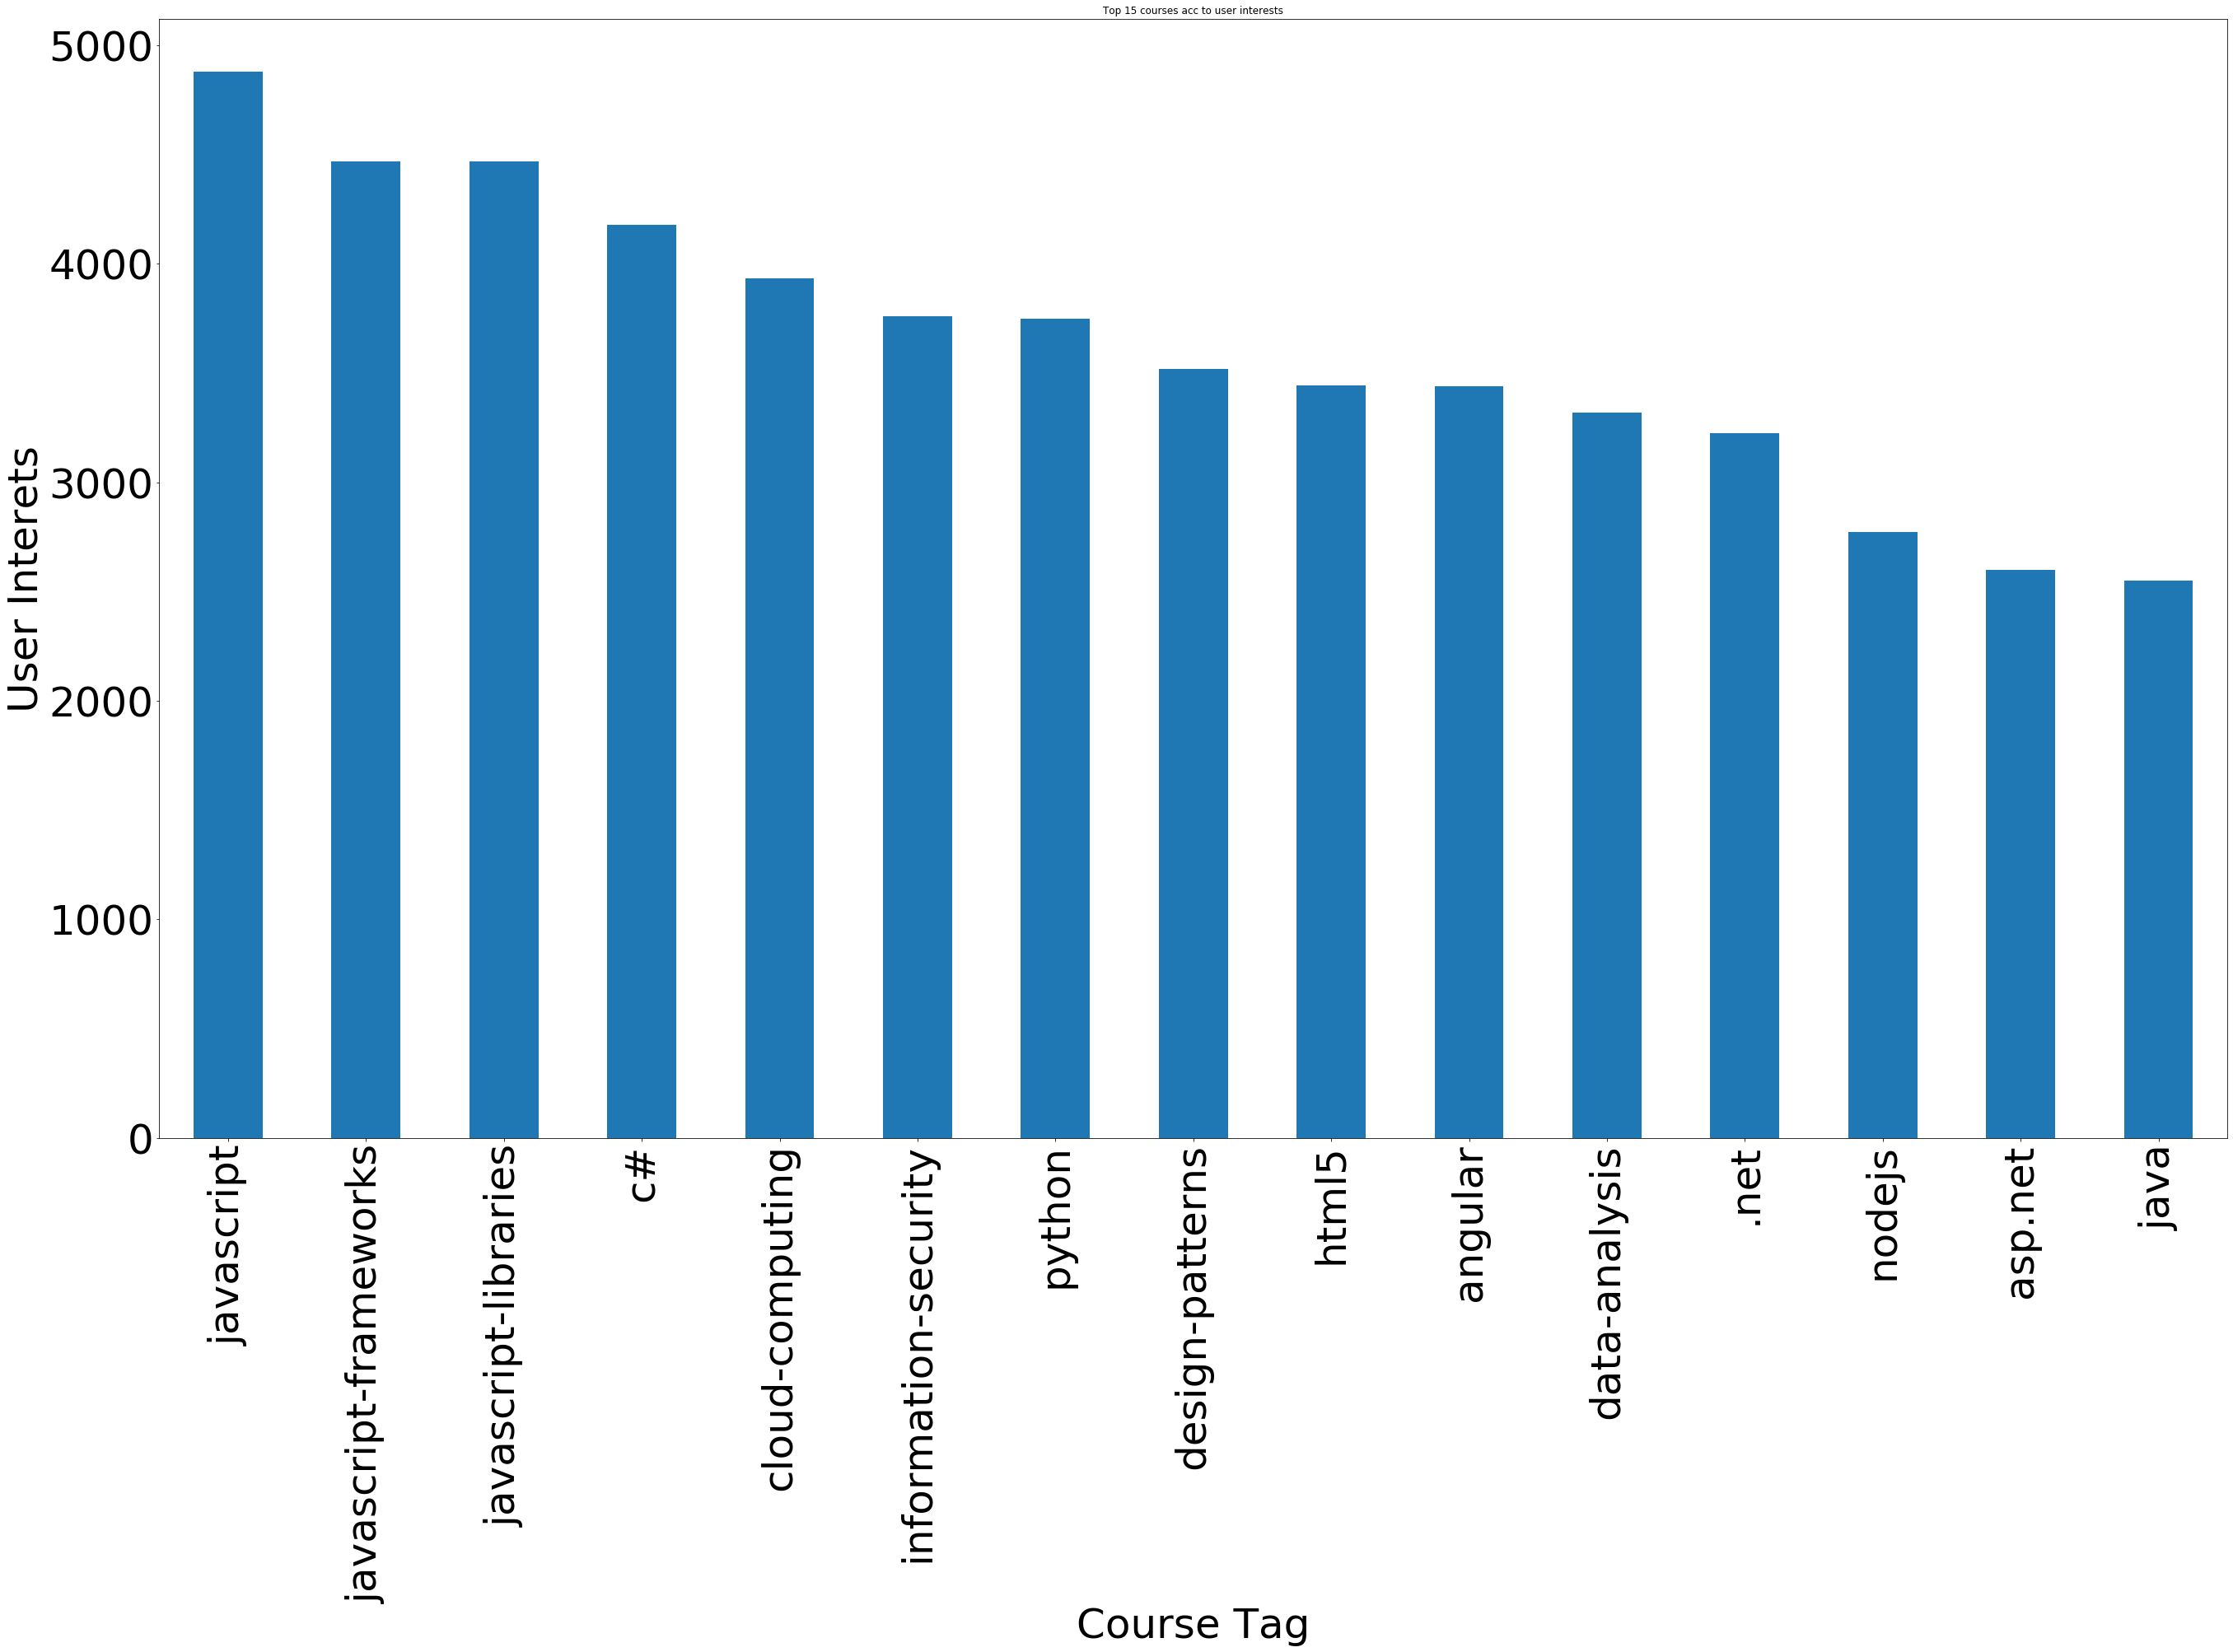 Top 15 courses acc to user interests
User Interets
5000
4000
3000
2000
1000
0
javascript
javascript-frameworks
javascript-libraries
c#
cloud-computing
information-security
python
design-patterns
html5
angular
data-analysis
.net
nodejs
asp.net
java
Course Tag